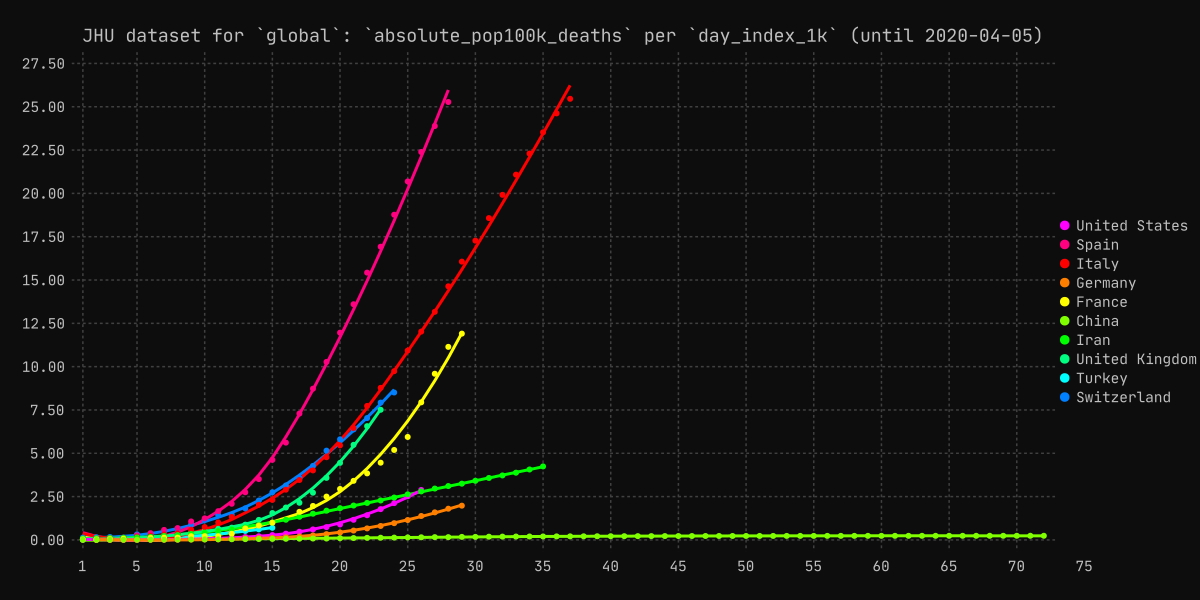 JHU dataset for `global`: `absolute_pop100k_deaths` per `day_index_1k` (until 2020-04-05)
27.50
25.00
22.50
20.00
17.50
15.00
12.50
10.00
7.50
5.00
2.50
0.00
1 5 10 15 20 25 30 35 40 45 50 55 60 65 70 75
United States
Spain
Italy
Germany
France
China
Iran
United Kingdom
Turkey
Switzerland